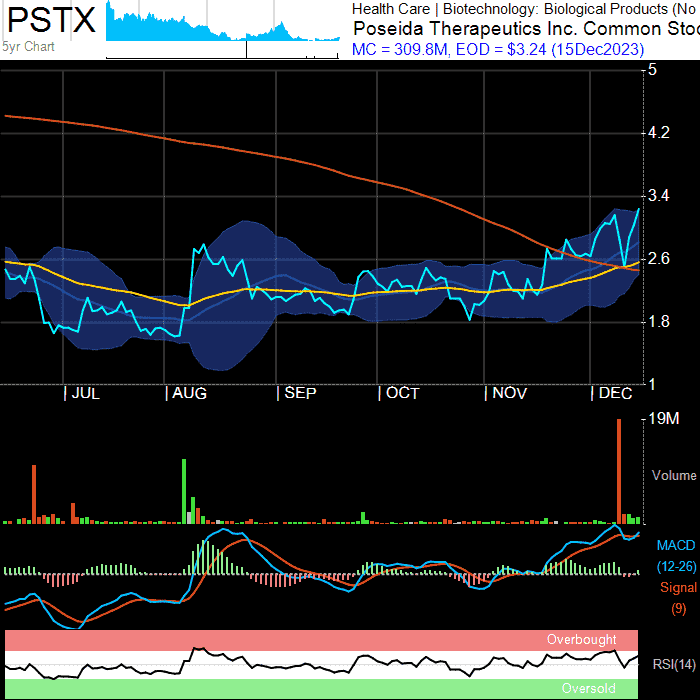 PSTX
5yr Chart
Health Care | Biotechnology: Biological Products (No
Poseida Therapeutics Inc. Common Stoc
MC = 309.8M, EOD = $3.24 (15Dec2023)
5
4.2
3.4
2.6
1.8
1
JUL
AUG
SEP
OCT
NOV
DEC
19M
Volume
MACD
(12-26)
Signal
(9)
Overbought
RSI(14)
Oversold